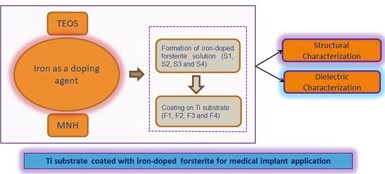 TEOS
Iron as a doping
agent
MNH
Formation of iron-doped
forsterite solution (S1,
S2, S3 and S4)
Coating on Ti substrate
(F1, F2, F3 and F4)
Structural
Characterization
Dielectric
Characterization
Ti substrate coated with iron-doped forsterite for medical implant application